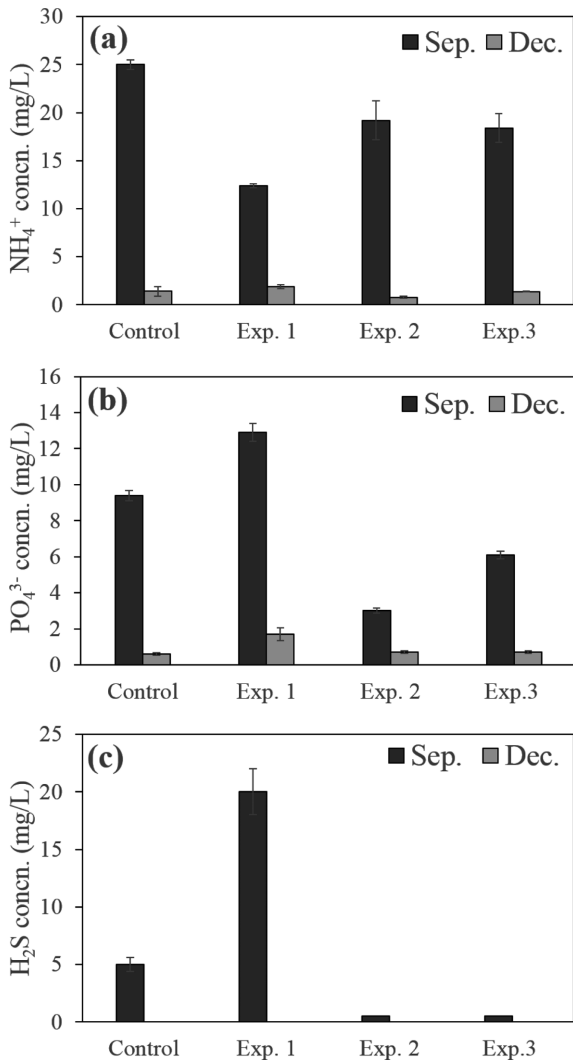 (a)
Sep. Dec.
NH₄⁺ concn. (mg/L)
30
25
20
15
10
5
0
Control Exp. 1 Exp. 2 Exp.3
(b)
Sep. Dec.
PO₄³⁻ concn. (mg/L)
16
14
12
10
8
6
4
2
0
Control Exp. 1 Exp. 2 Exp.3
(c)
Sep. Dec.
H₂S concn. (mg/L)
25
20
15
10
5
0
Control Exp. 1 Exp. 2 Exp.3